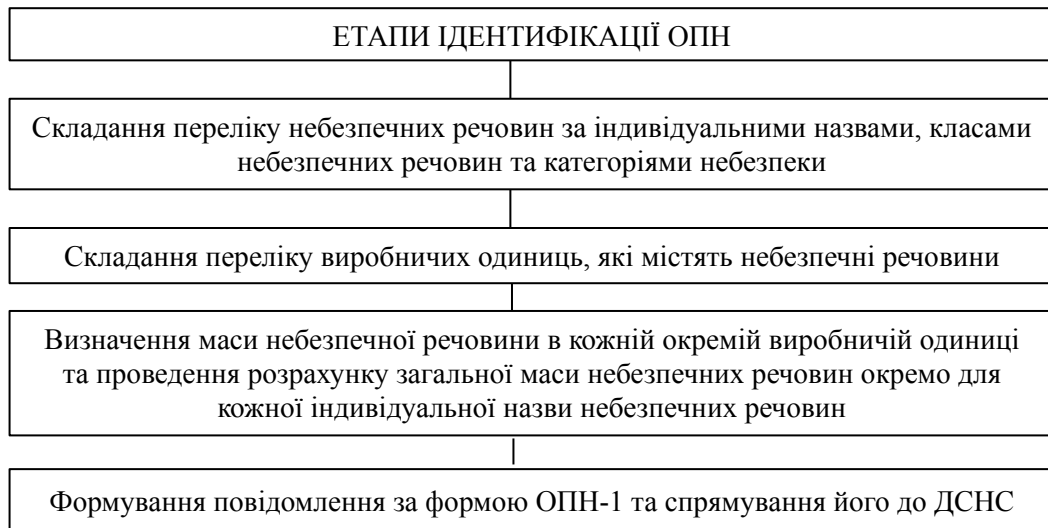 ЕТАПИ ІДЕНТИФІКАЦІЇ ОПН
Складання переліку небезпечних речовин за індивідуальними назвами, класами
небезпечних речовин та категоріями небезпеки
Складання переліку виробничих одиниць, які містять небезпечні речовини
Визначення маси небезпечної речовини в кожній окремій виробничій одиниці
та проведення розрахунку загальної маси небезпечних речовин окремо для
кожної індивідуальної назви небезпечних речовин
Формування повідомлення за формою ОПН-1 та спрямування його до ДСНС